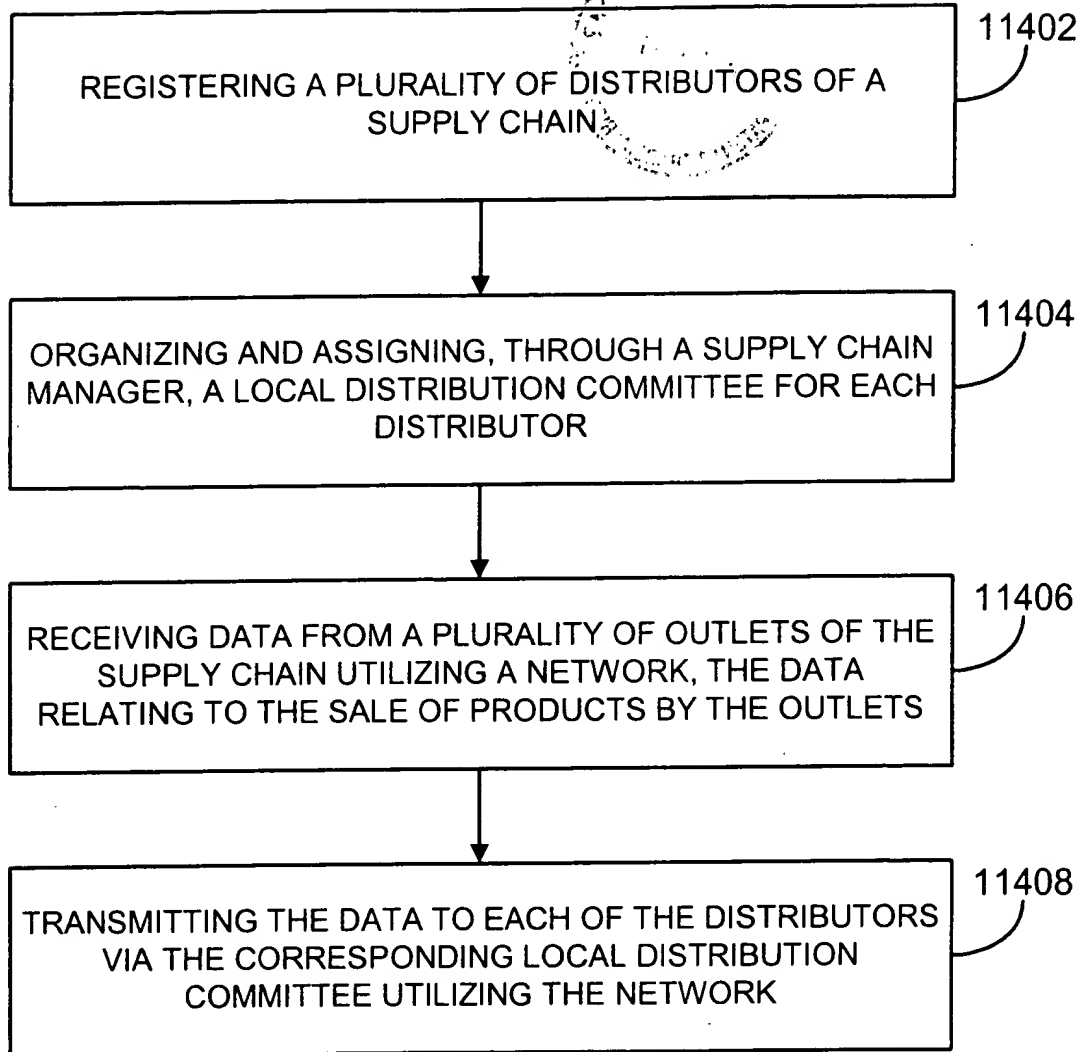 11402
REGISTERING A PLURALITY OF DISTRIBUTORS OF A
SUPPLY CHAIN
11404
ORGANIZING AND ASSIGNING, THROUGH A SUPPLY CHAIN
MANAGER, A LOCAL DISTRIBUTION COMMITTEE FOR EACH
DISTRIBUTOR
11406
RECEIVING DATA FROM A PLURALITY OF OUTLETS OF THE
SUPPLY CHAIN UTILIZING A NETWORK, THE DATA
RELATING TO THE SALE OF PRODUCTS BY THE OUTLETS
11408
TRANSMITTING THE DATA TO EACH OF THE DISTRIBUTORS
VIA THE CORRESPONDING LOCAL DISTRIBUTION
COMMITTEE UTILIZING THE NETWORK